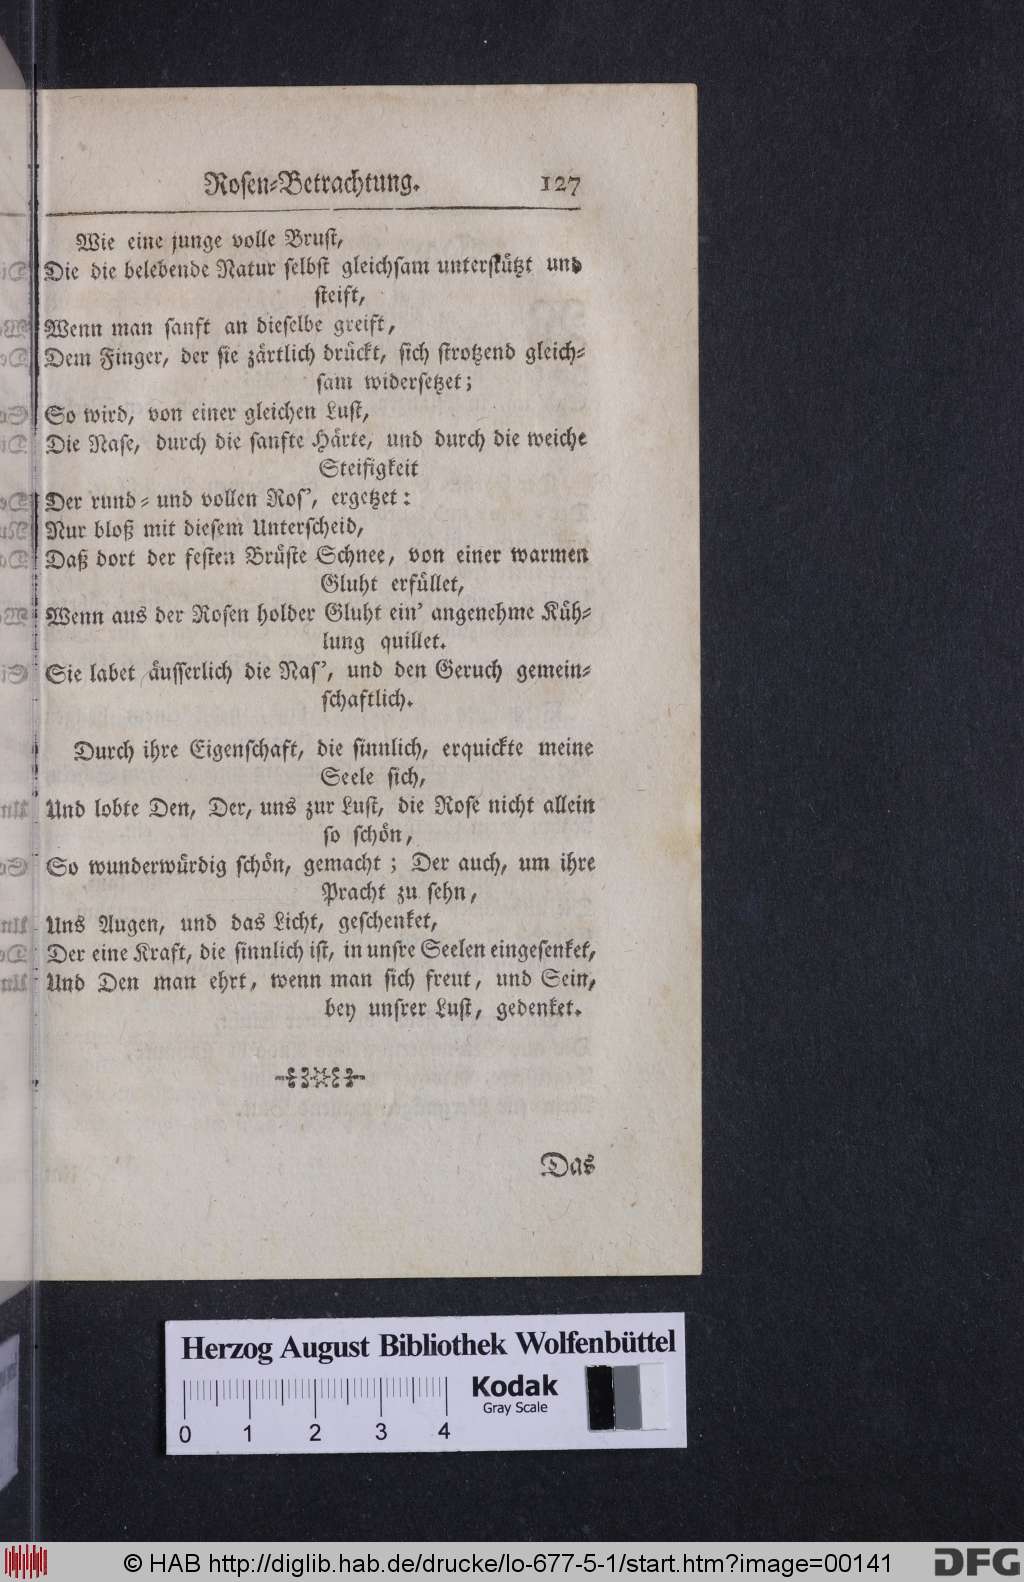 Rosen-Betrachtung. 127
Wie eine junge volle Brust,
Die die belebende Natur selbst gleichsam unterstützt und
steift,
Wenn man sanft an dieselbe greift,
Dem Finger, der sie zärtlich drückt, sich strotzend gleich-
sam widersetzet;
So wird, von einer gleichen Lust,
Die Nase, durch die sanfte Härte, und durch die weiche
Steifigkeit
Der rund- und vollen Ros', ergetzet:
Nur bloß mit diesem Unterscheid,
Daß dort der festen Brüste Schnee, von einer warmen
Gluht erfüllet,
Wenn aus der Rosen holder Gluht ein' angenehme Küh-
lung quillet.
Sie labet äusserlich die Nas', und den Geruch gemein-
schaftlich.
Durch ihre Eigenschaft, die sinnlich, erquickte meine
Seele sich,
Und lobte Den, Der, uns zur Lust, die Rose nicht allein
so schön,
So wunderwürdig schön, gemacht; Der auch, um ihre
Pracht zu sehn,
Uns Augen, und das Licht, geschenket,
Der eine Kraft, die sinnlich ist, in unsre Seelen eingesenket,
Und Den man ehrt, wenn man sich freut, und Sein,
bey unsrer Lust, gedenket.
Das
Herzog August Bibliothek Wolfenbüttel
Kodak
Gray Scale
0 1 2 3 4
© HAB http://diglib.hab.de/drucke/lo-677-5-1/start.htm?image=00141
DFG